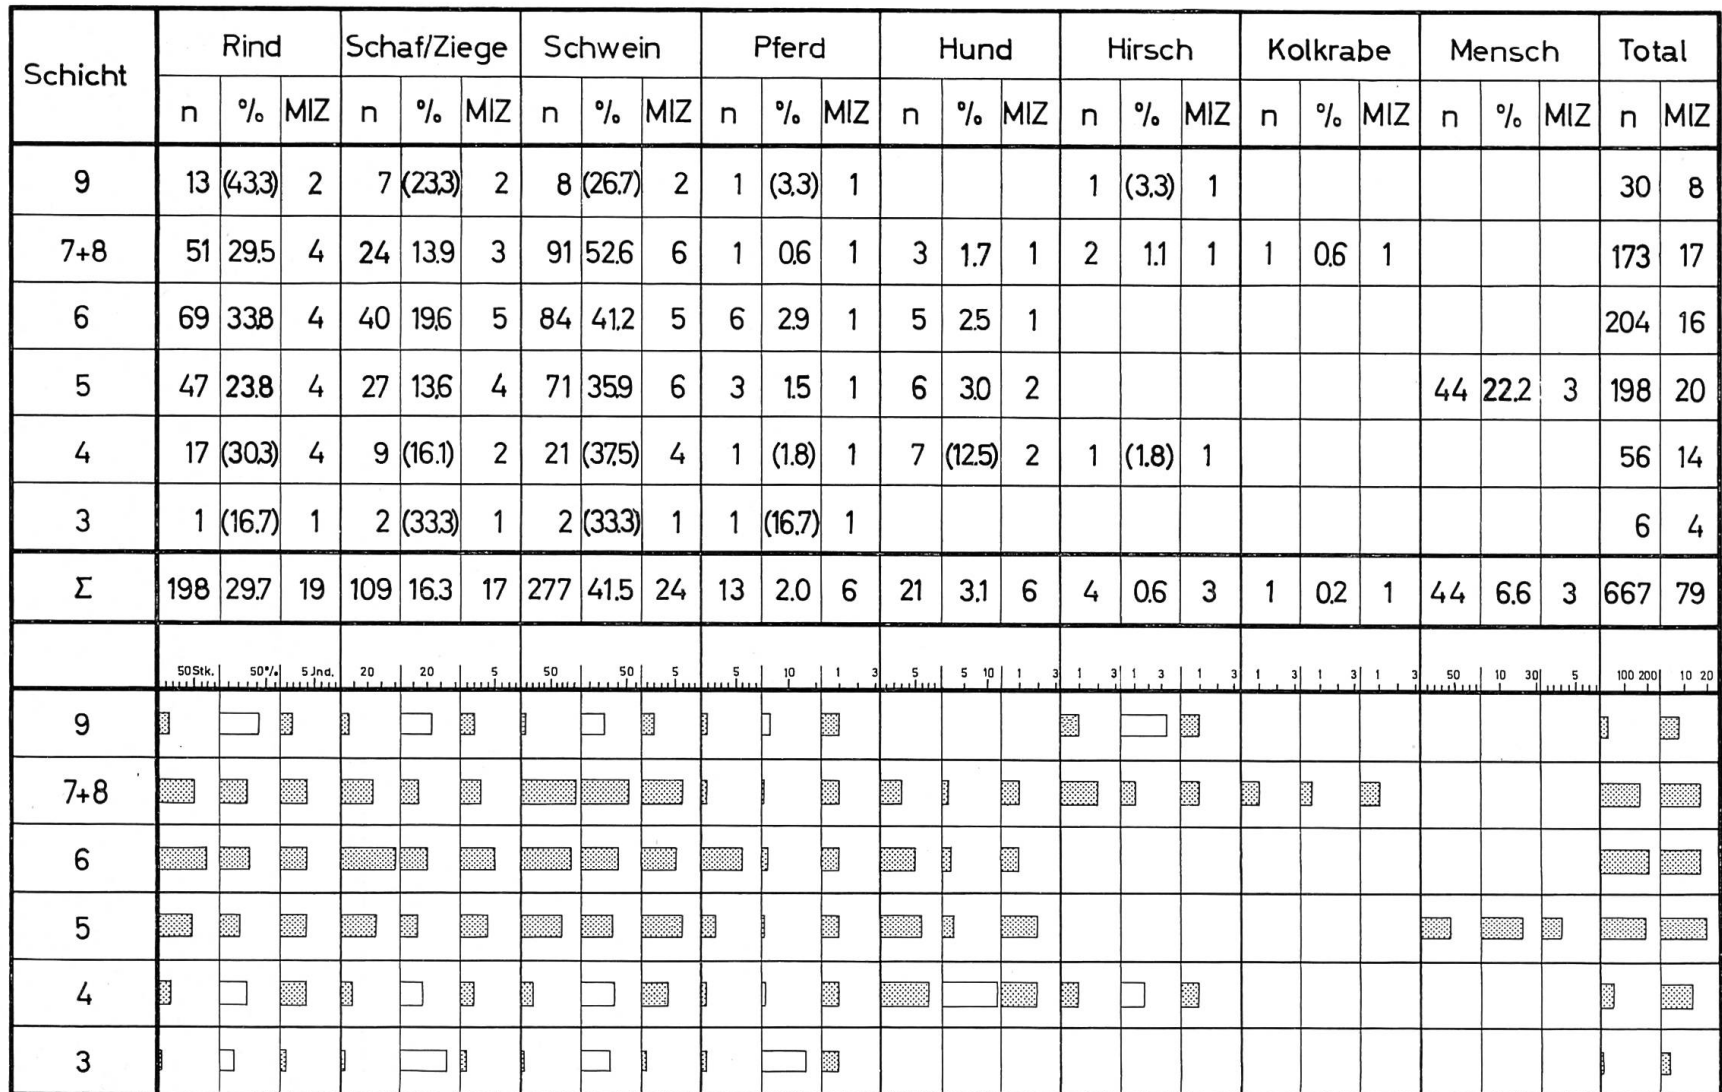 Schicht Rind Schaf/Ziege Schwein Pferd Hund Hirsch Kolkrabe Mensch Total
n % MIZ n % MIZ n % MIZ n % MIZ n % MIZ n % MIZ n % MIZ n % MIZ n MIZ
9 13 (43.3) 2 7 (23.3) 2 8 (26.7) 2 1 (3.3) 1 1 (3.3) 1 30 8
7+8 51 29.5 4 24 13.9 3 91 52.6 6 1 0.6 1 3 1.7 1 2 1.1 1 1 0.6 1 173 17
6 69 33.8 4 40 19.6 5 84 41.2 5 6 2.9 1 5 2.5 1 204 16
5 47 23.8 4 27 13.6 4 71 35.9 6 3 1.5 1 6 3.0 2 44 22.2 3 198 20
4 17 (30.3) 4 9 (16.1) 2 21 (37.5) 4 1 (1.8) 1 7 (12.5) 2 1 (1.8) 1 56 14
3 1 (16.7) 1 2 (33.3) 1 2 (33.3) 1 1 (16.7) 1 6 4
Σ 198 29.7 19 109 16.3 17 277 41.5 24 13 2.0 6 21 3.1 6 4 0.6 3 1 0.2 1 44 6.6 3 667 79
50Stk. 50% 5Jnd. 20 20 5 50 50 5 5 10 1 3 5 5 10 1 3 1 3 1 3 1 3 1 3 1 3 1 3 50 10 30 5 100 200 10 20
9
7+8
6
5
4
3